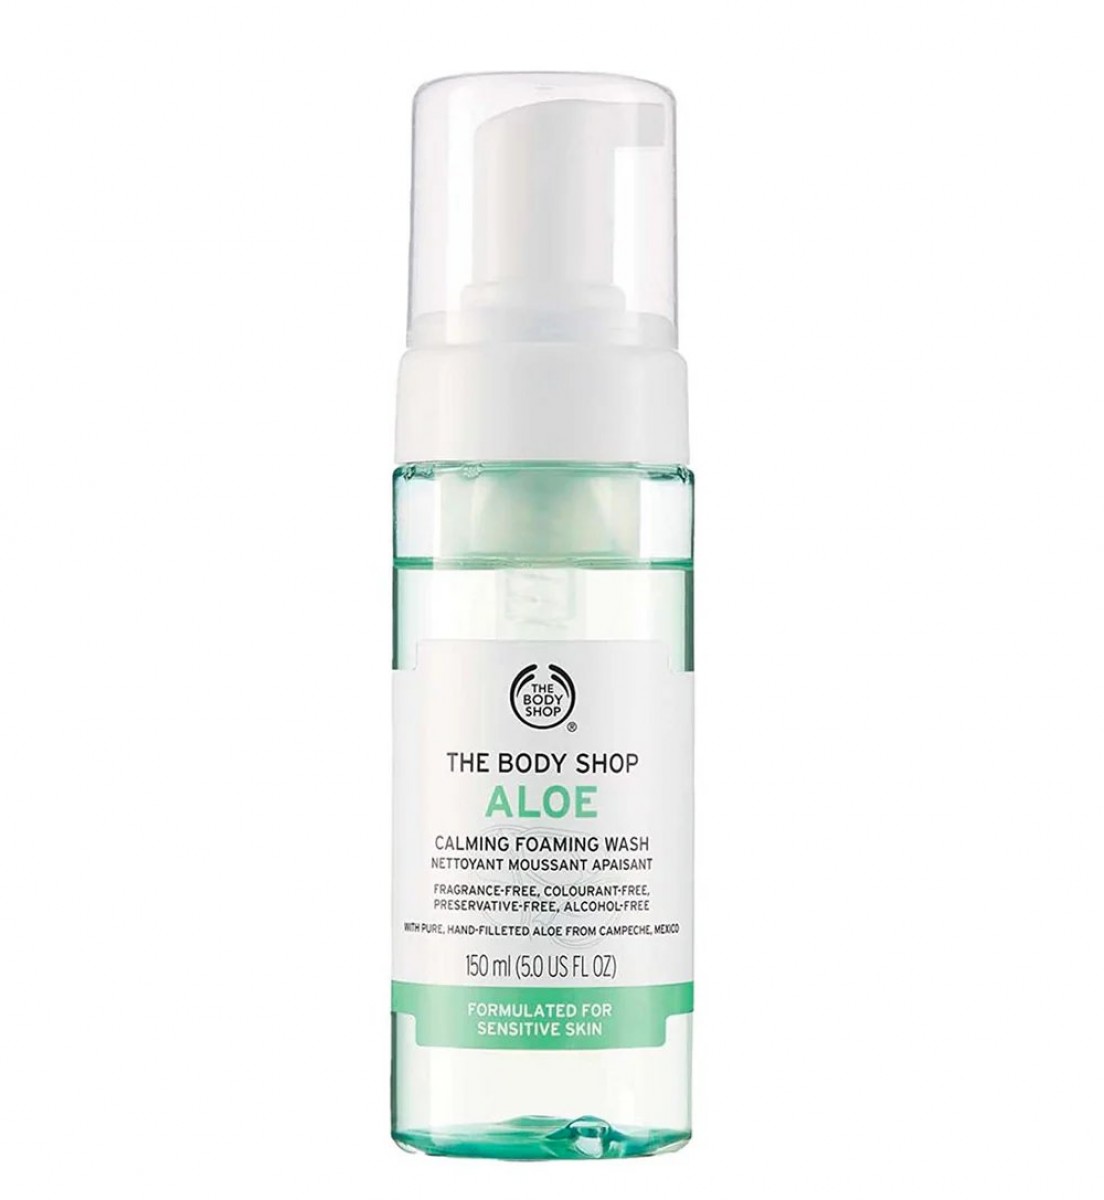 THE
BODY
SHOP
®
THE BODY SHOP
ALOE
CALMING FOAMING WASH
NETTOYANT MOUSSANT APAISANT
FRAGRANCE-FREE, COLOURANT-FREE,
PRESERVATIVE-FREE, ALCOHOL-FREE
WITH PURE, HAND-FILLETED ALOE FROM CAMPECHE, MEXICO
150 ml (5.0 US FL OZ)
FORMULATED FOR
SENSITIVE SKIN